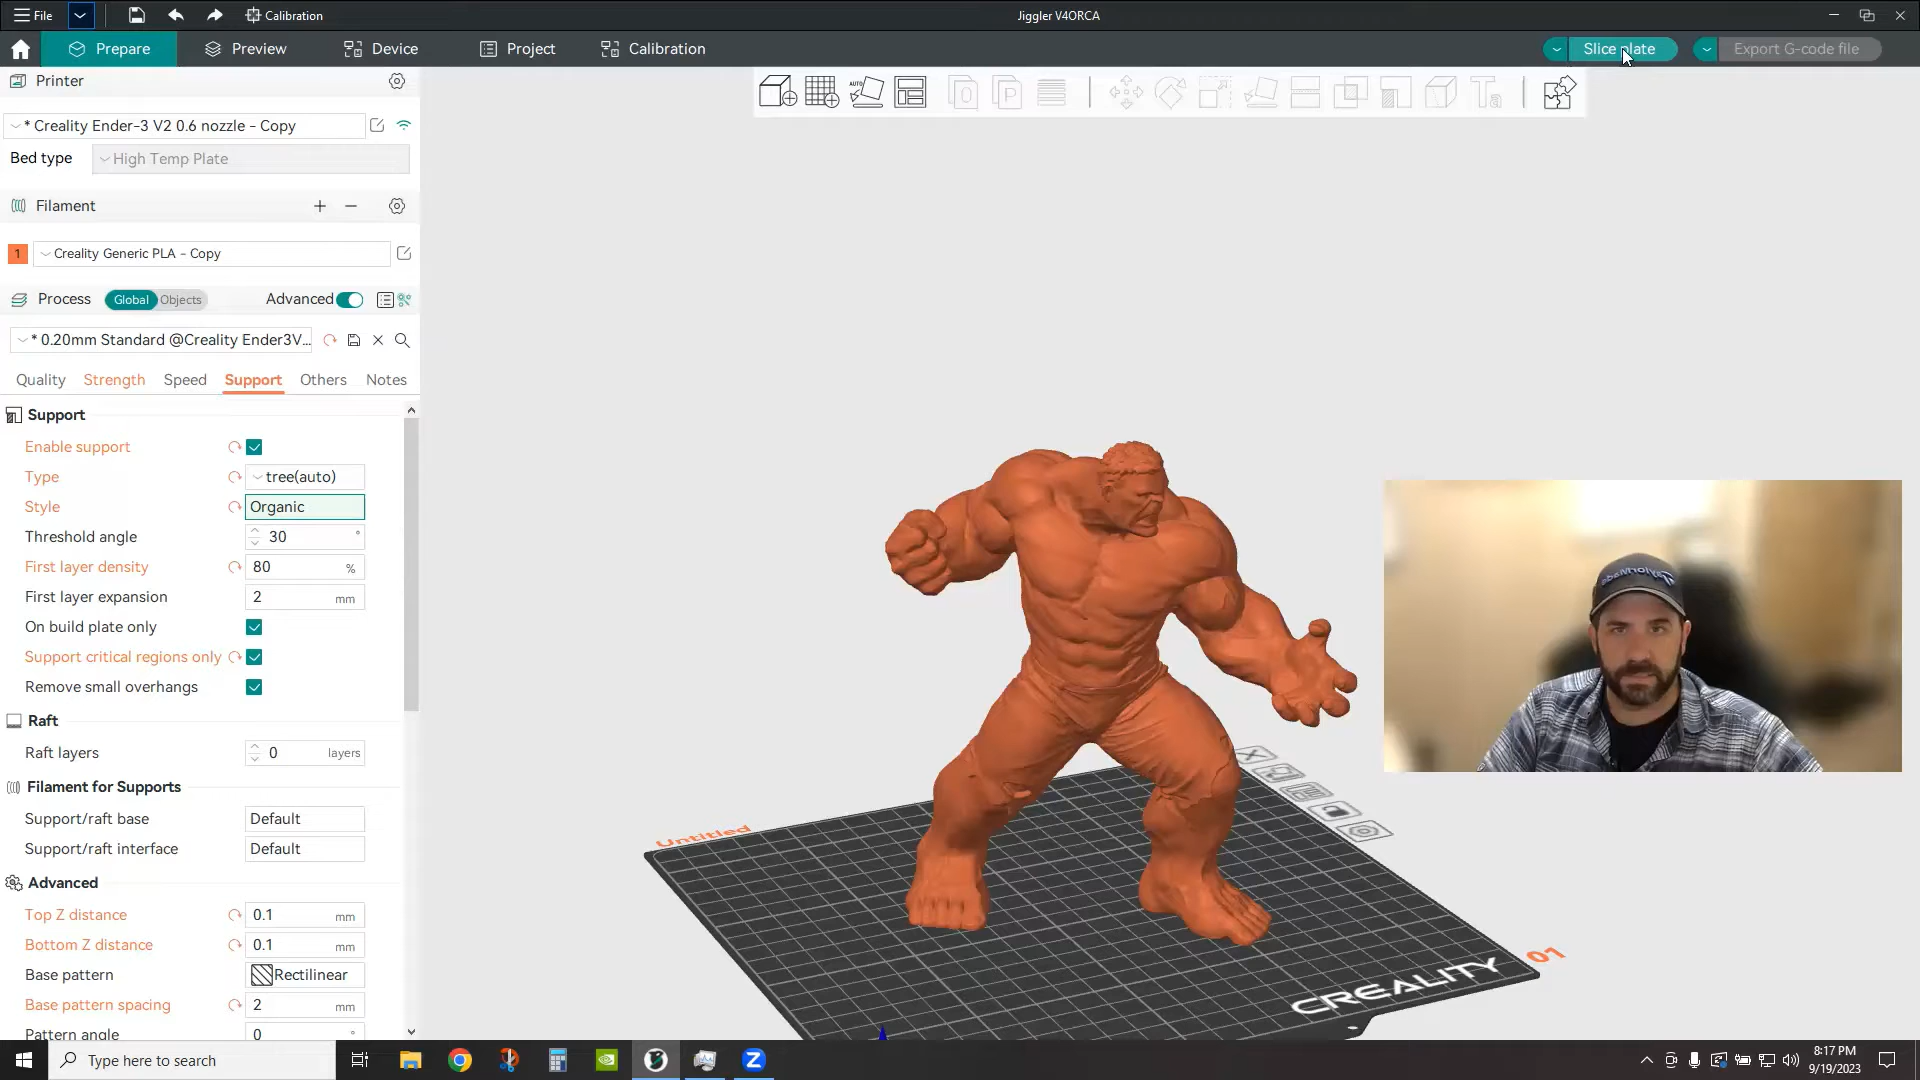 File
Calibration
Jiggler V4ORCA
Prepare
Preview
Device
Project
Calibration
Slice plate
Export G-code file
Printer
* Creality Ender-3 V2 0.6 nozzle - Copy
Bed type
High Temp Plate
Filament
1
Creality Generic PLA - Copy
Process
Global
Objects
Advanced
* 0.20mm Standard @Creality Ender3V...
Quality
Strength
Speed
Support
Others
Notes
Support
Enable support
Type
tree(auto)
Style
Organic
Threshold angle
30 °
First layer density
80 %
First layer expansion
2 mm
On build plate only
Support critical regions only
Remove small overhangs
Raft
Raft layers
0 layers
Filament for Supports
Support/raft base
Default
Support/raft interface
Default
Advanced
Top Z distance
0.1 mm
Bottom Z distance
0.1 mm
Base pattern
Rectilinear
Base pattern spacing
2 mm
Pattern angle
0 °
AUTO
0
P
Ta
Untitled
01
CREALITY
Type here to search
8:17 PM
9/19/2023